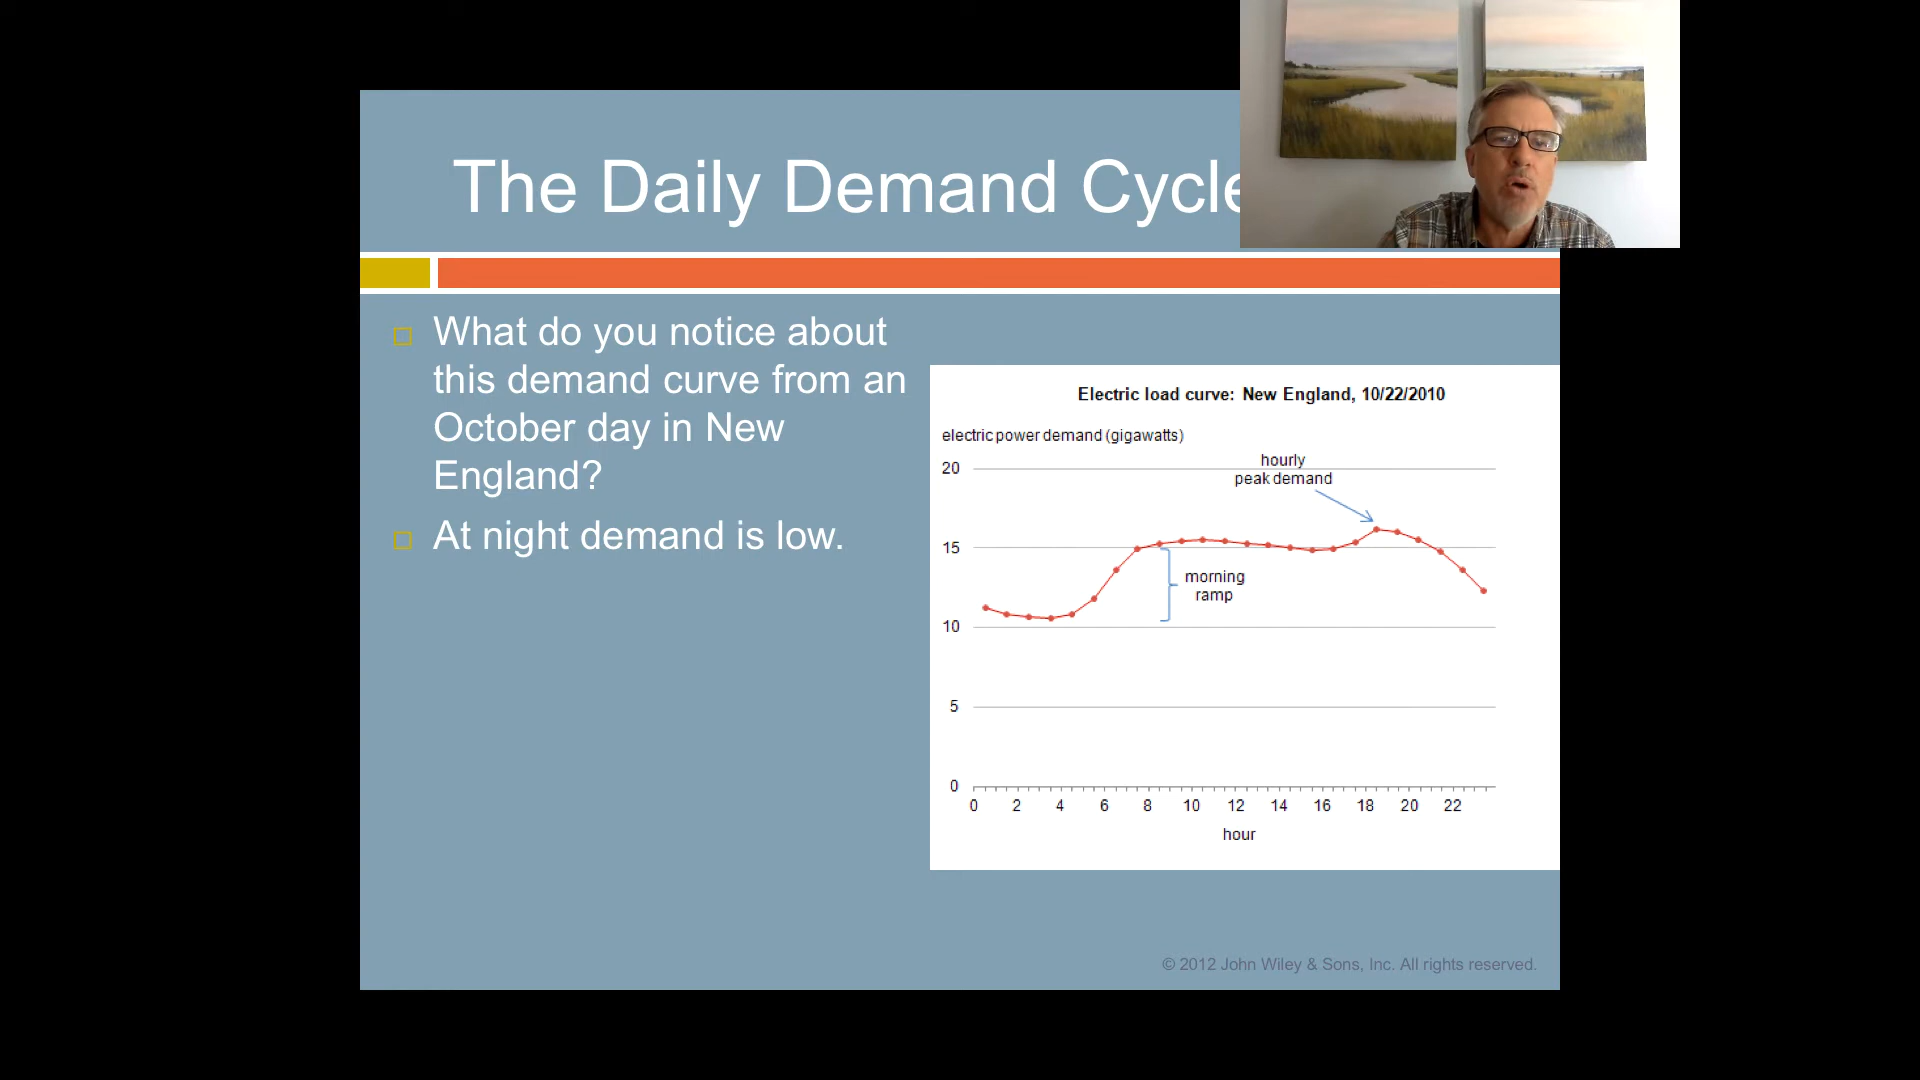 The Daily Demand Cycle
What do you notice about
this demand curve from an
October day in New
England?
At night demand is low.
Electric load curve: New England, 10/22/2010
electric power demand (gigawatts)
20
hourly
peak demand
15
morning
ramp
10
5
0
0 2 4 6 8 10 12 14 16 18 20 22
hour
© 2012 John Wiley & Sons, Inc. All rights reserved.